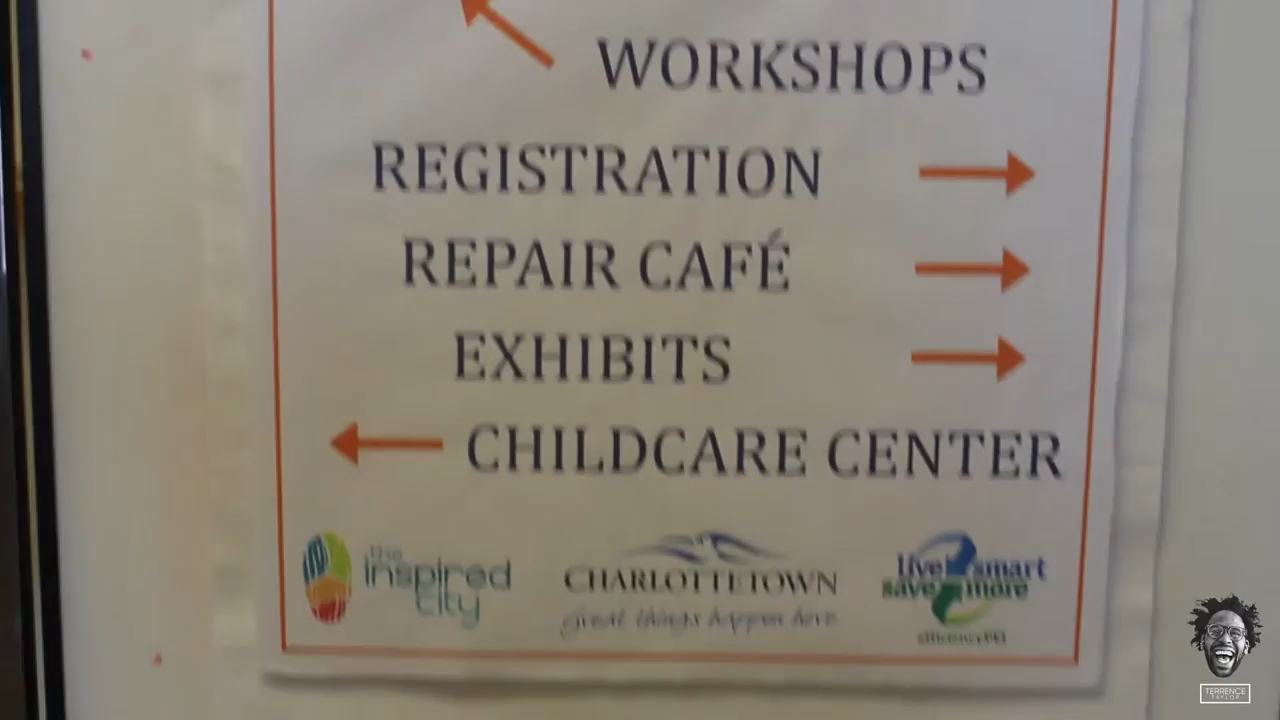 WORKSHOPS
REGISTRATION
REPAIR CAFÉ
EXHIBITS
CHILDCARE CENTER
the
inspired
city
CHARLOTTETOWN
great things happen here
live smart
save more
efficiencyPEI
TERRENCE
TAYLOR